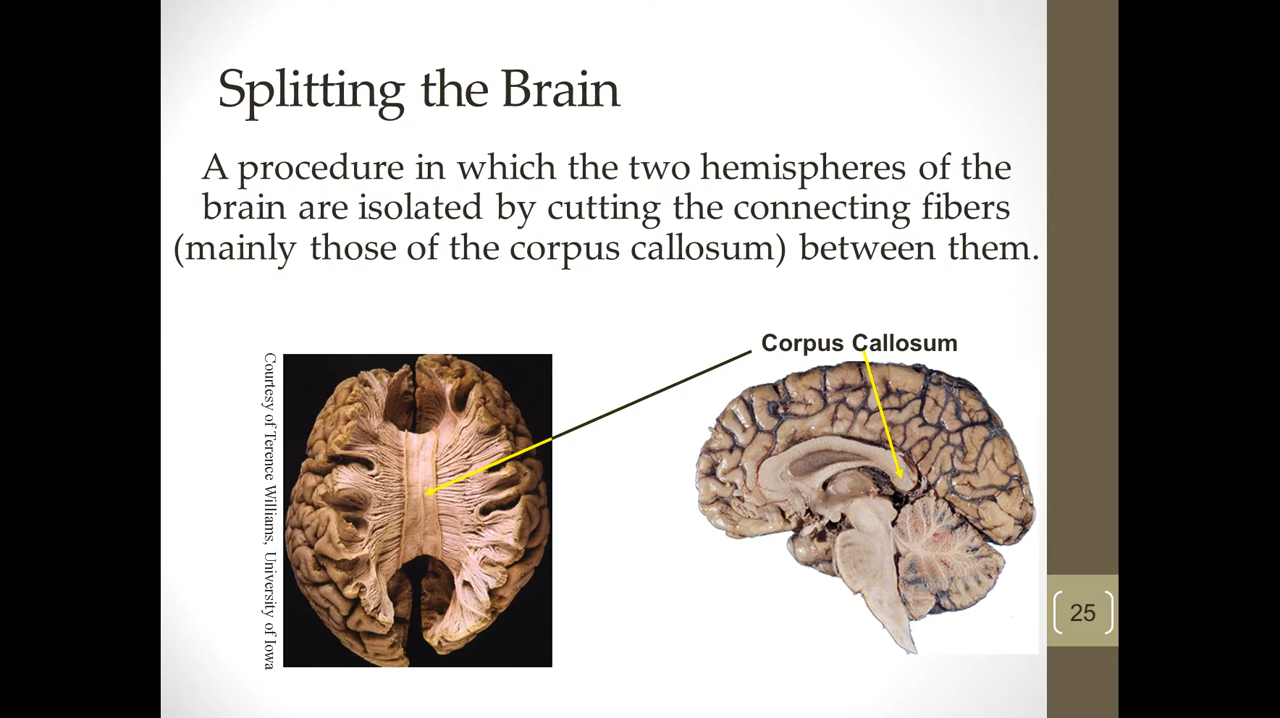 Splitting the Brain
A procedure in which the two hemispheres of the
brain are isolated by cutting the connecting fibers
(mainly those of the corpus callosum) between them.
Corpus Callosum
Courtesy of Terence Williams, University of Iowa
25